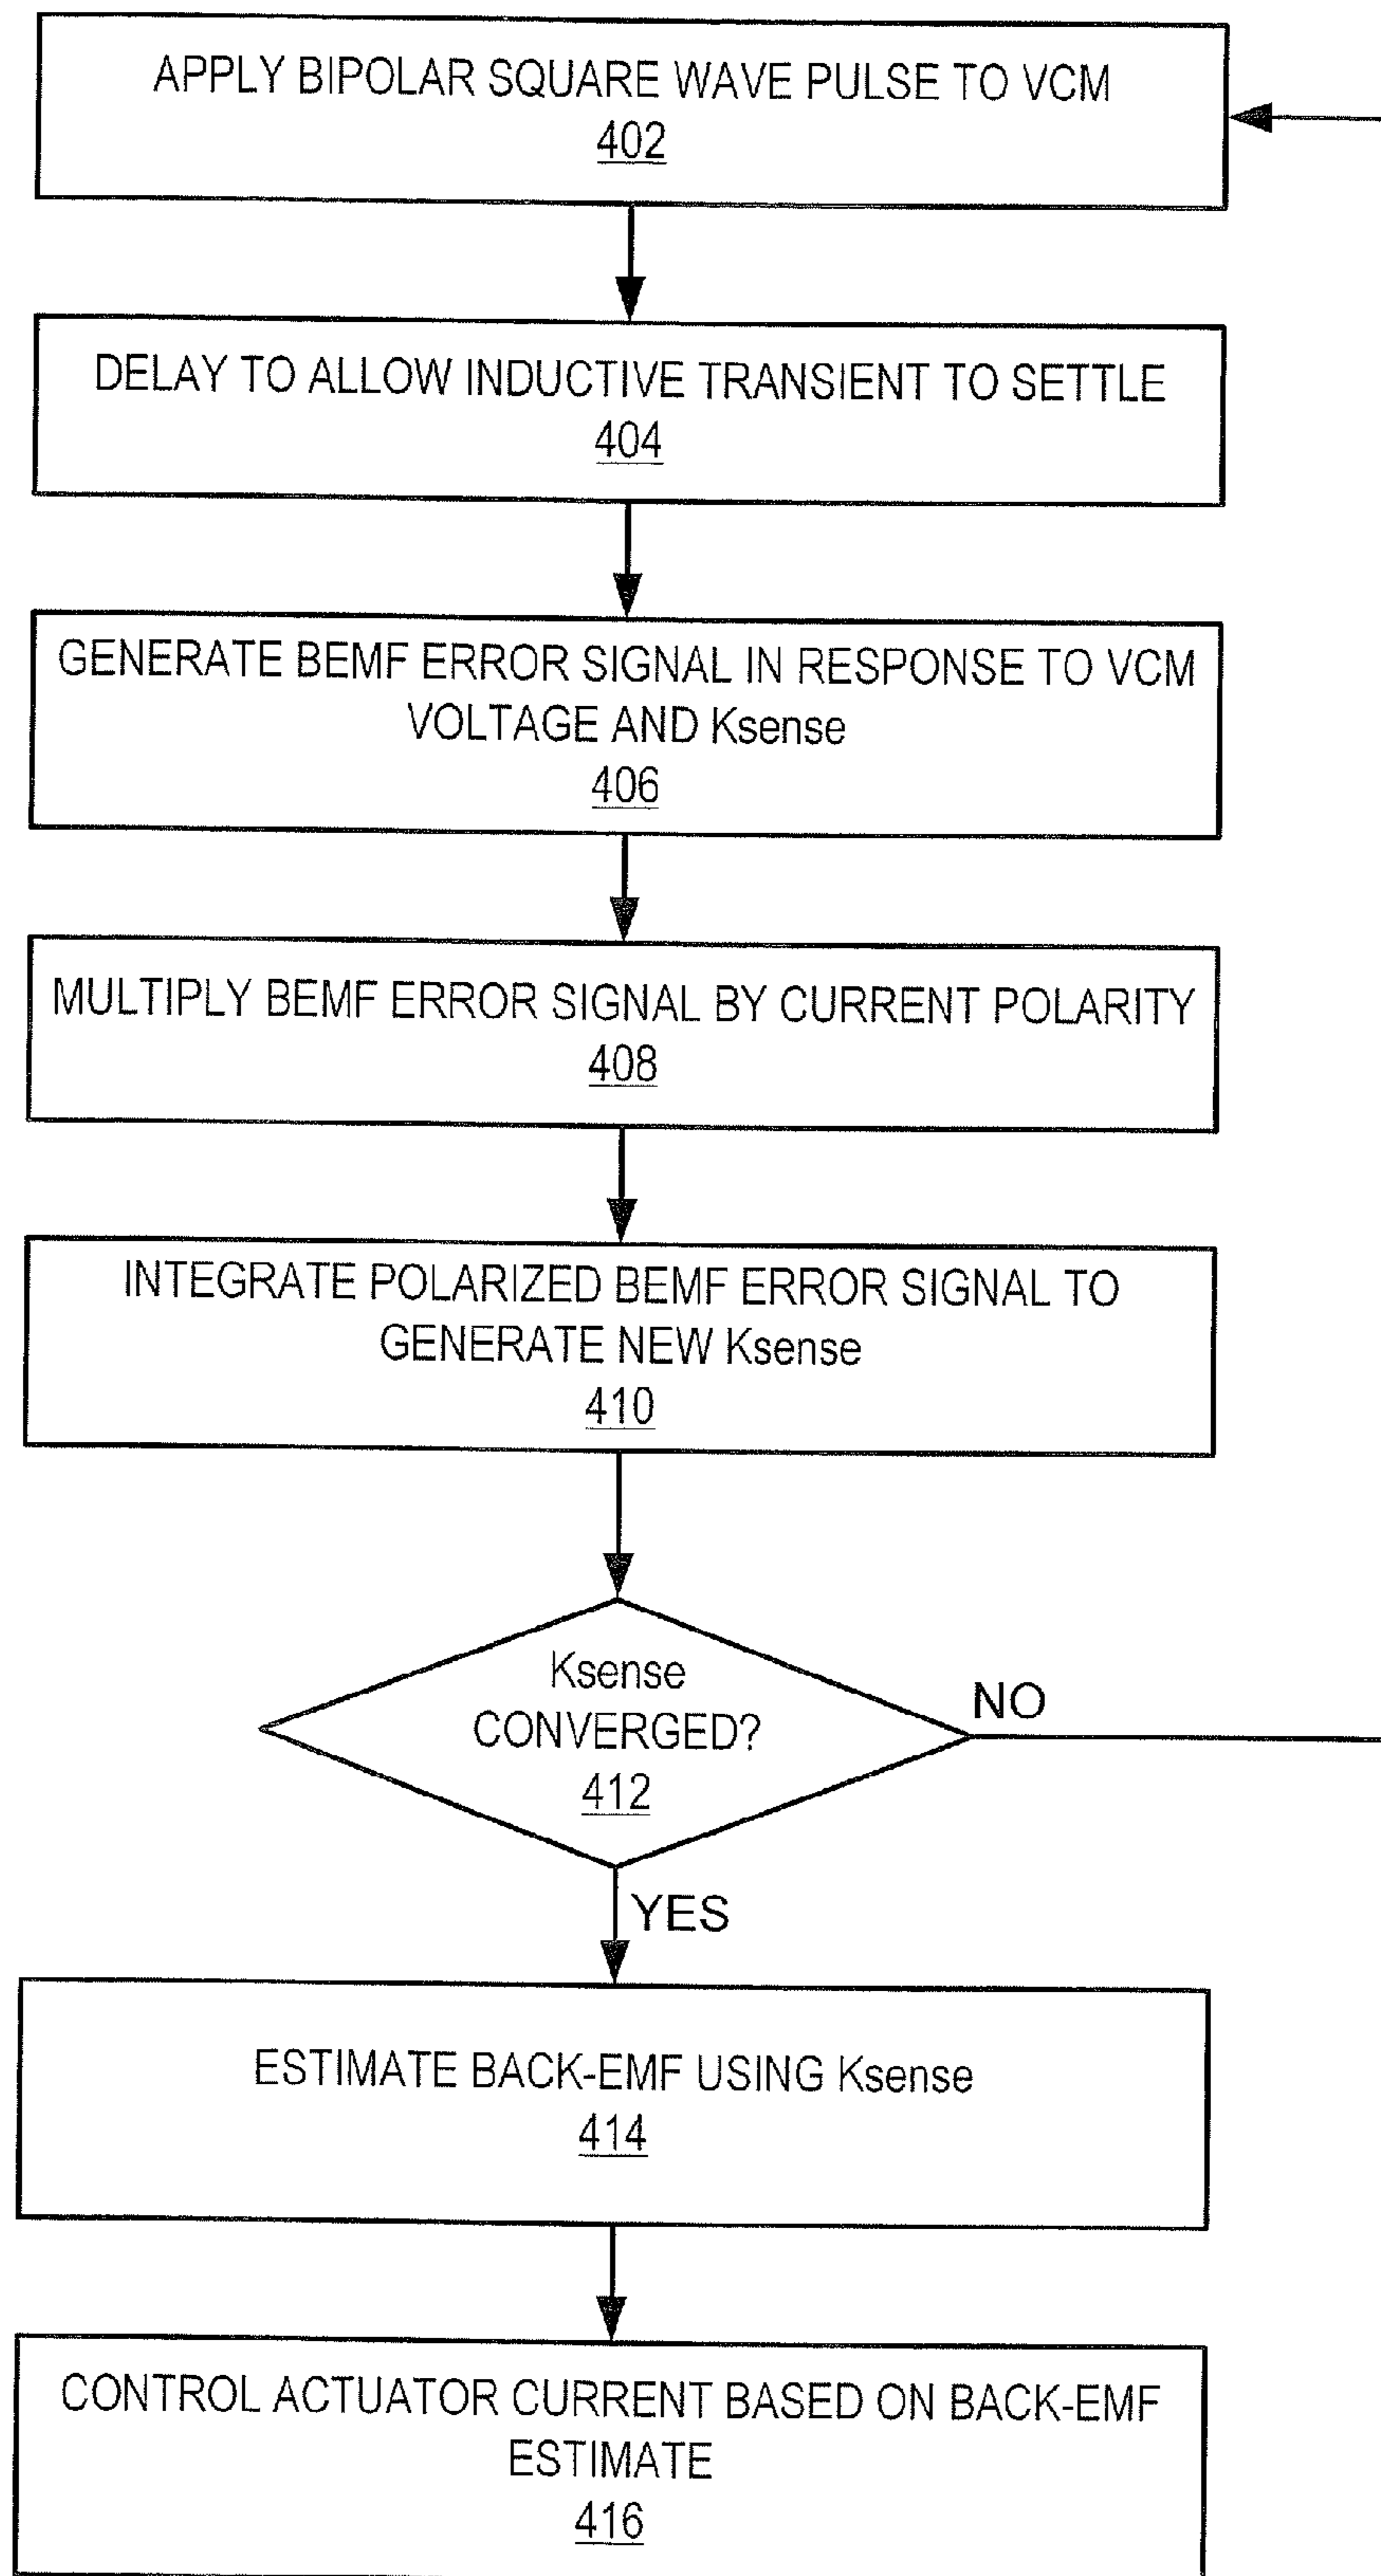 APPLY BIPOLAR SQUARE WAVE PULSE TO VCM
402
DELAY TO ALLOW INDUCTIVE TRANSIENT TO SETTLE
404
GENERATE BEMF ERROR SIGNAL IN RESPONSE TO VCM
VOLTAGE AND Ksense
406
MULTIPLY BEMF ERROR SIGNAL BY CURRENT POLARITY
408
INTEGRATE POLARIZED BEMF ERROR SIGNAL TO
GENERATE NEW Ksense
410
Ksense
CONVERGED?
412
NO
YES
ESTIMATE BACK-EMF USING Ksense
414
CONTROL ACTUATOR CURRENT BASED ON BACK-EMF
ESTIMATE
416